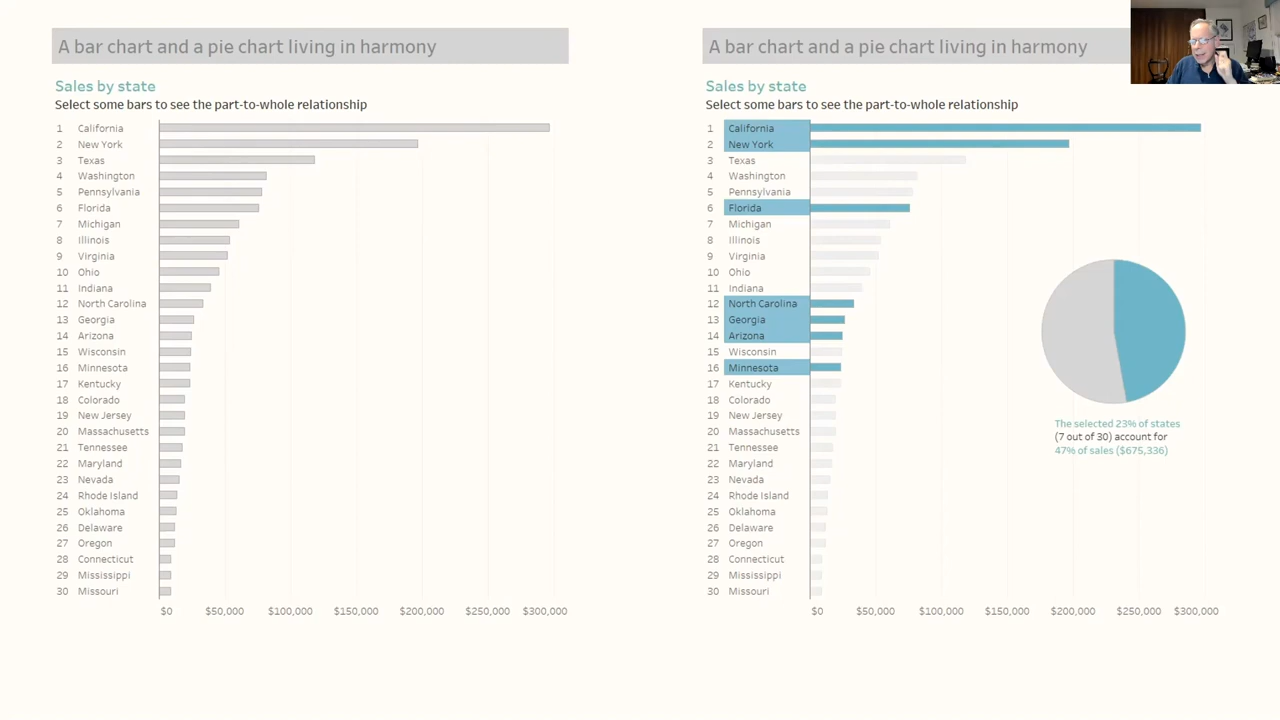 A bar chart and a pie chart living in harmony
Sales by state
Select some bars to see the part-to-whole relationship
1 California
2 New York
3 Texas
4 Washington
5 Pennsylvania
6 Florida
7 Michigan
8 Illinois
9 Virginia
10 Ohio
11 Indiana
12 North Carolina
13 Georgia
14 Arizona
15 Wisconsin
16 Minnesota
17 Kentucky
18 Colorado
19 New Jersey
20 Massachusetts
21 Tennessee
22 Maryland
23 Nevada
24 Rhode Island
25 Oklahoma
26 Delaware
27 Oregon
28 Connecticut
29 Mississippi
30 Missouri
$0 $50,000 $100,000 $150,000 $200,000 $250,000 $300,000
A bar chart and a pie chart living in harmony
Sales by state
Select some bars to see the part-to-whole relationship
1 California
2 New York
3 Texas
4 Washington
5 Pennsylvania
6 Florida
7 Michigan
8 Illinois
9 Virginia
10 Ohio
11 Indiana
12 North Carolina
13 Georgia
14 Arizona
15 Wisconsin
16 Minnesota
17 Kentucky
18 Colorado
19 New Jersey
20 Massachusetts
21 Tennessee
22 Maryland
23 Nevada
24 Rhode Island
25 Oklahoma
26 Delaware
27 Oregon
28 Connecticut
29 Mississippi
30 Missouri
$0 $50,000 $100,000 $150,000 $200,000 $250,000 $300,000
The selected 23% of states
(7 out of 30) account for
47% of sales ($675,336)